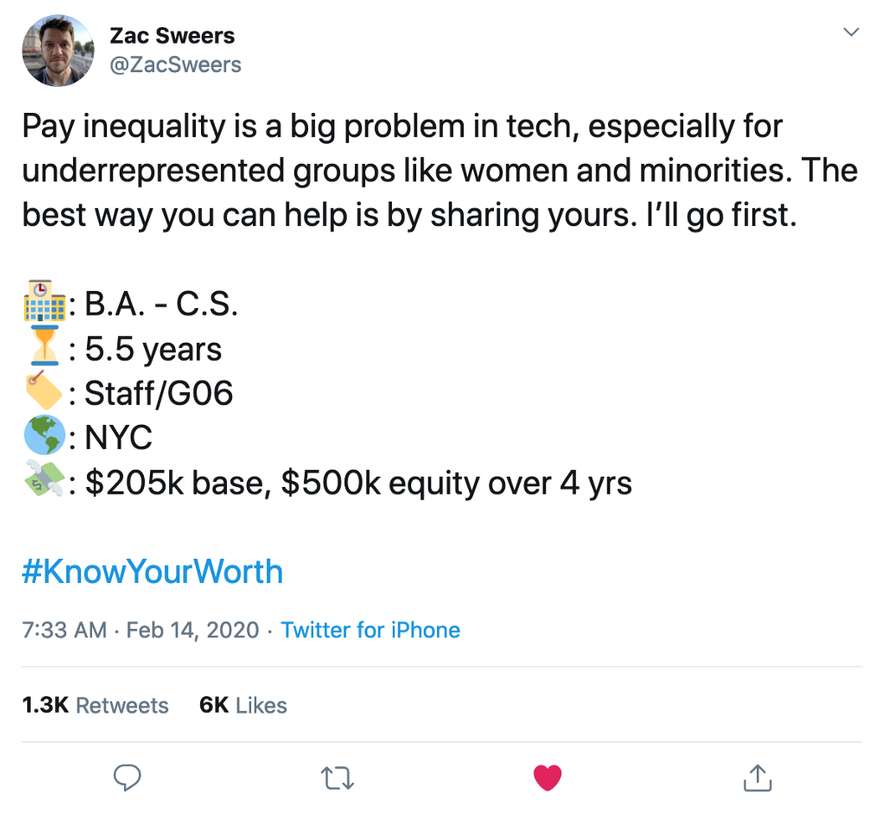 Zac Sweers
@ZacSweers
Pay inequality is a big problem in tech, especially for
underrepresented groups like women and minorities. The
best way you can help is by sharing yours. I’ll go first.
🏫: B.A. - C.S.
⏳: 5.5 years
🏷: Staff/G06
🌎: NYC
💸: $205k base, $500k equity over 4 yrs
#KnowYourWorth
7:33 AM · Feb 14, 2020 · Twitter for iPhone
1.3K Retweets 6K Likes